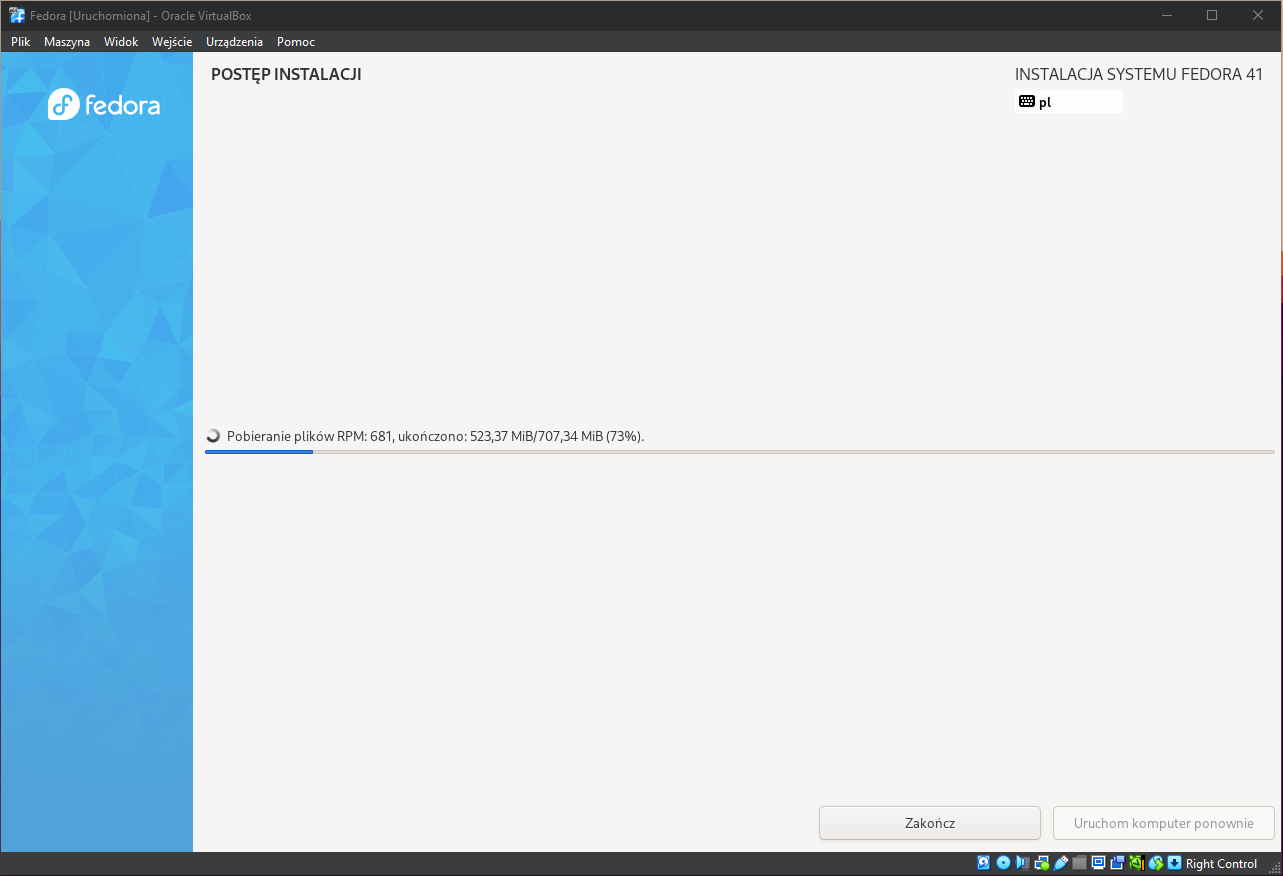 Fedora [Uruchomiona] - Oracle VirtualBox
Plik Maszyna Widok Wejście Urządzenia Pomoc
fedora
POSTĘP INSTALACJI
INSTALACJA SYSTEMU FEDORA 41
pl
Pobieranie plików RPM: 681, ukończono: 523,37 MiB/707,34 MiB (73%).
Zakończ
Uruchom komputer ponownie
Right Control